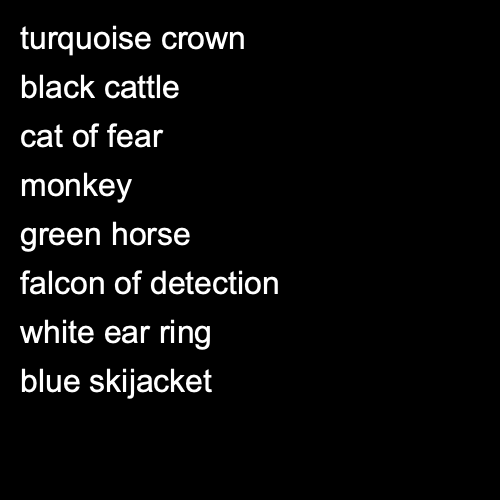 turquoise crown
black cattle
cat of fear
monkey
green horse
falcon of detection
white ear ring
blue skijacket